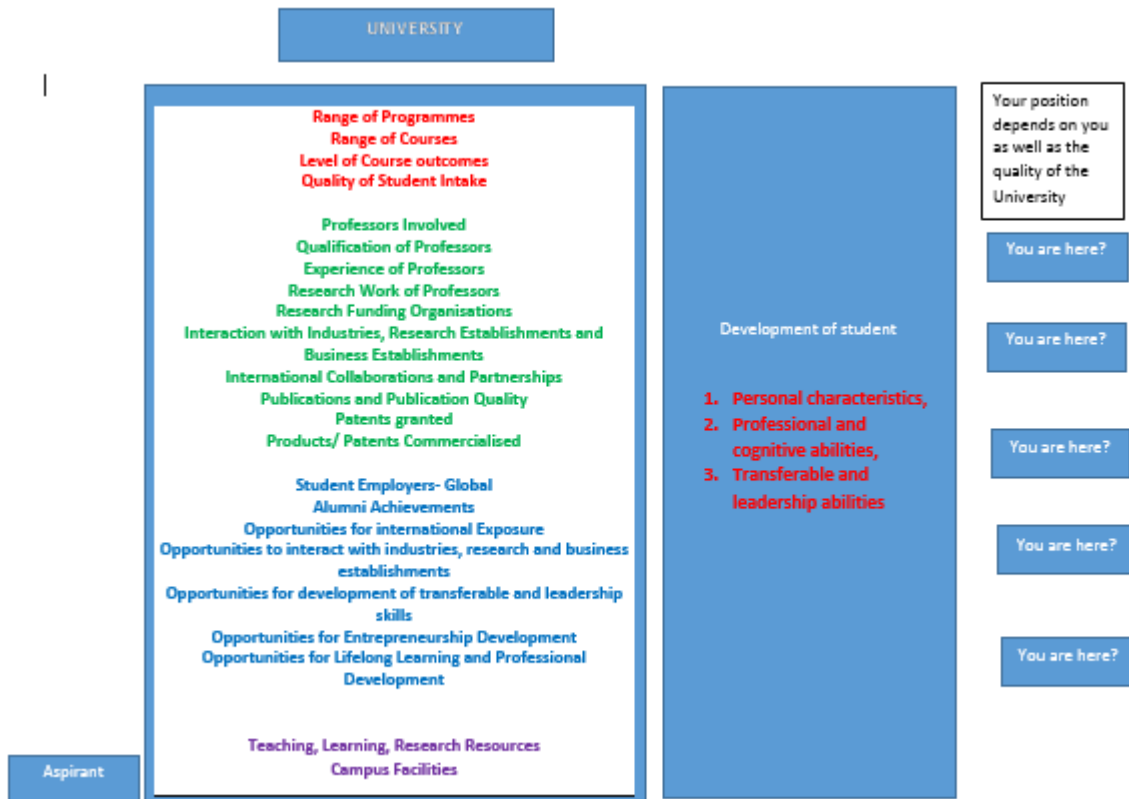 UNIVERSITY
Range of Programmes
Range of Courses
Level of Course outcomes
Quality of Student Intake
Professors Involved
Qualification of Professors
Experience of Professors
Research Work of Professors
Research Funding Organisations
Interaction with Industries, Research Establishments and
Business Establishments
International Collaborations and Partnerships
Publications and Publication Quality
Patents granted
Products/ Patents Commercialised
Student Employers- Global
Alumni Achievements
Opportunities for international Exposure
Opportunities to interact with industries, research and business
establishments
Opportunities for development of transferable and leadership
skills
Opportunities for Entrepreneurship Development
Opportunities for Lifelong Learning and Professional
Development
Teaching, Learning, Research Resources
Campus Facilities
Aspirant
Development of student
1. Personal characteristics,
2. Professional and
cognitive abilities,
3. Transferable and
leadership abilities
Your position
depends on you
as well as the
quality of the
University
You are here?
You are here?
You are here?
You are here?
You are here?